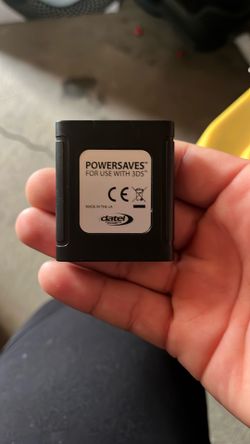 POWERSAVES™
FOR USE WITH 3DS™
CE
MADE IN THE UK
datel